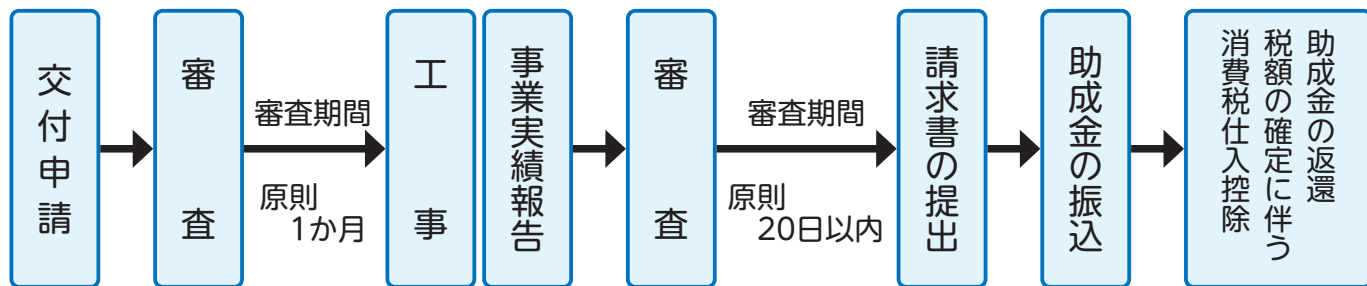 交付申請
審査
審査期間
原則
1か月
工事
事業実績報告
審査
審査期間
原則
20日以内
請求書の提出
助成金の振込
消費税仕入控除
税額の確定に伴う
助成金の返還